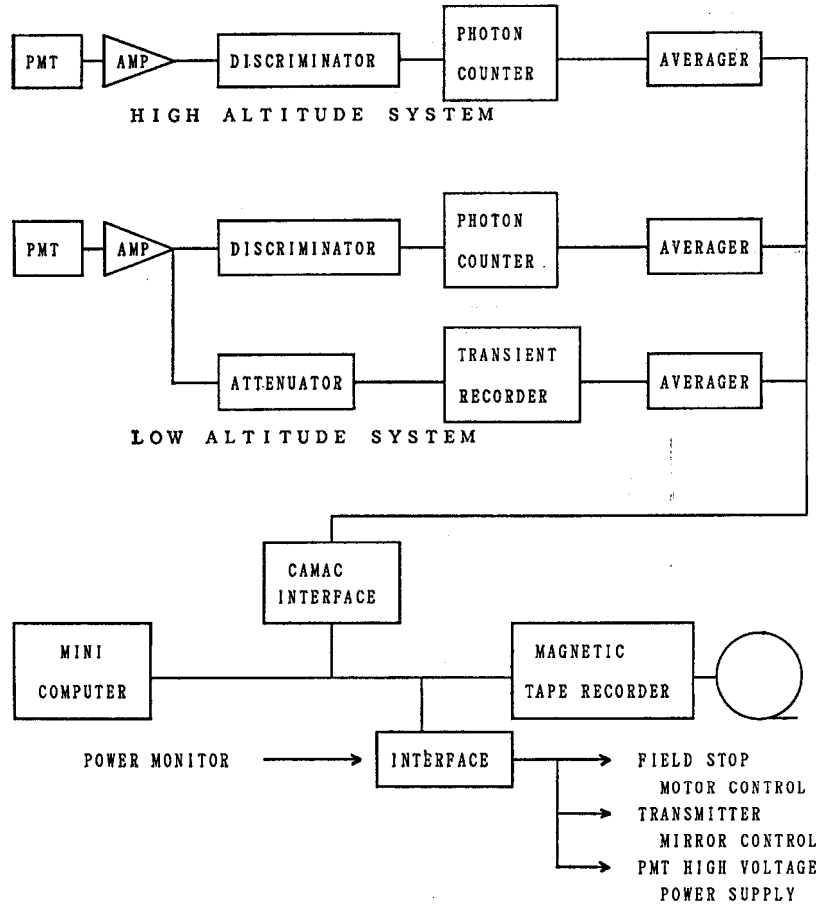 PMT
AMP
DISCRIMINATOR
PHOTON
COUNTER
AVERAGER
HIGH ALTITUDE SYSTEM
PMT
AMP
DISCRIMINATOR
PHOTON
COUNTER
AVERAGER
ATTENUATOR
TRANSIENT
RECORDER
AVERAGER
LOW ALTITUDE SYSTEM
CAMAC
INTERFACE
MINI
COMPUTER
MAGNETIC
TAPE RECORDER
POWER MONITOR
INTERFACE
FIELD STOP
MOTOR CONTROL
TRANSMITTER
MIRROR CONTROL
PMT HIGH VOLTAGE
POWER SUPPLY